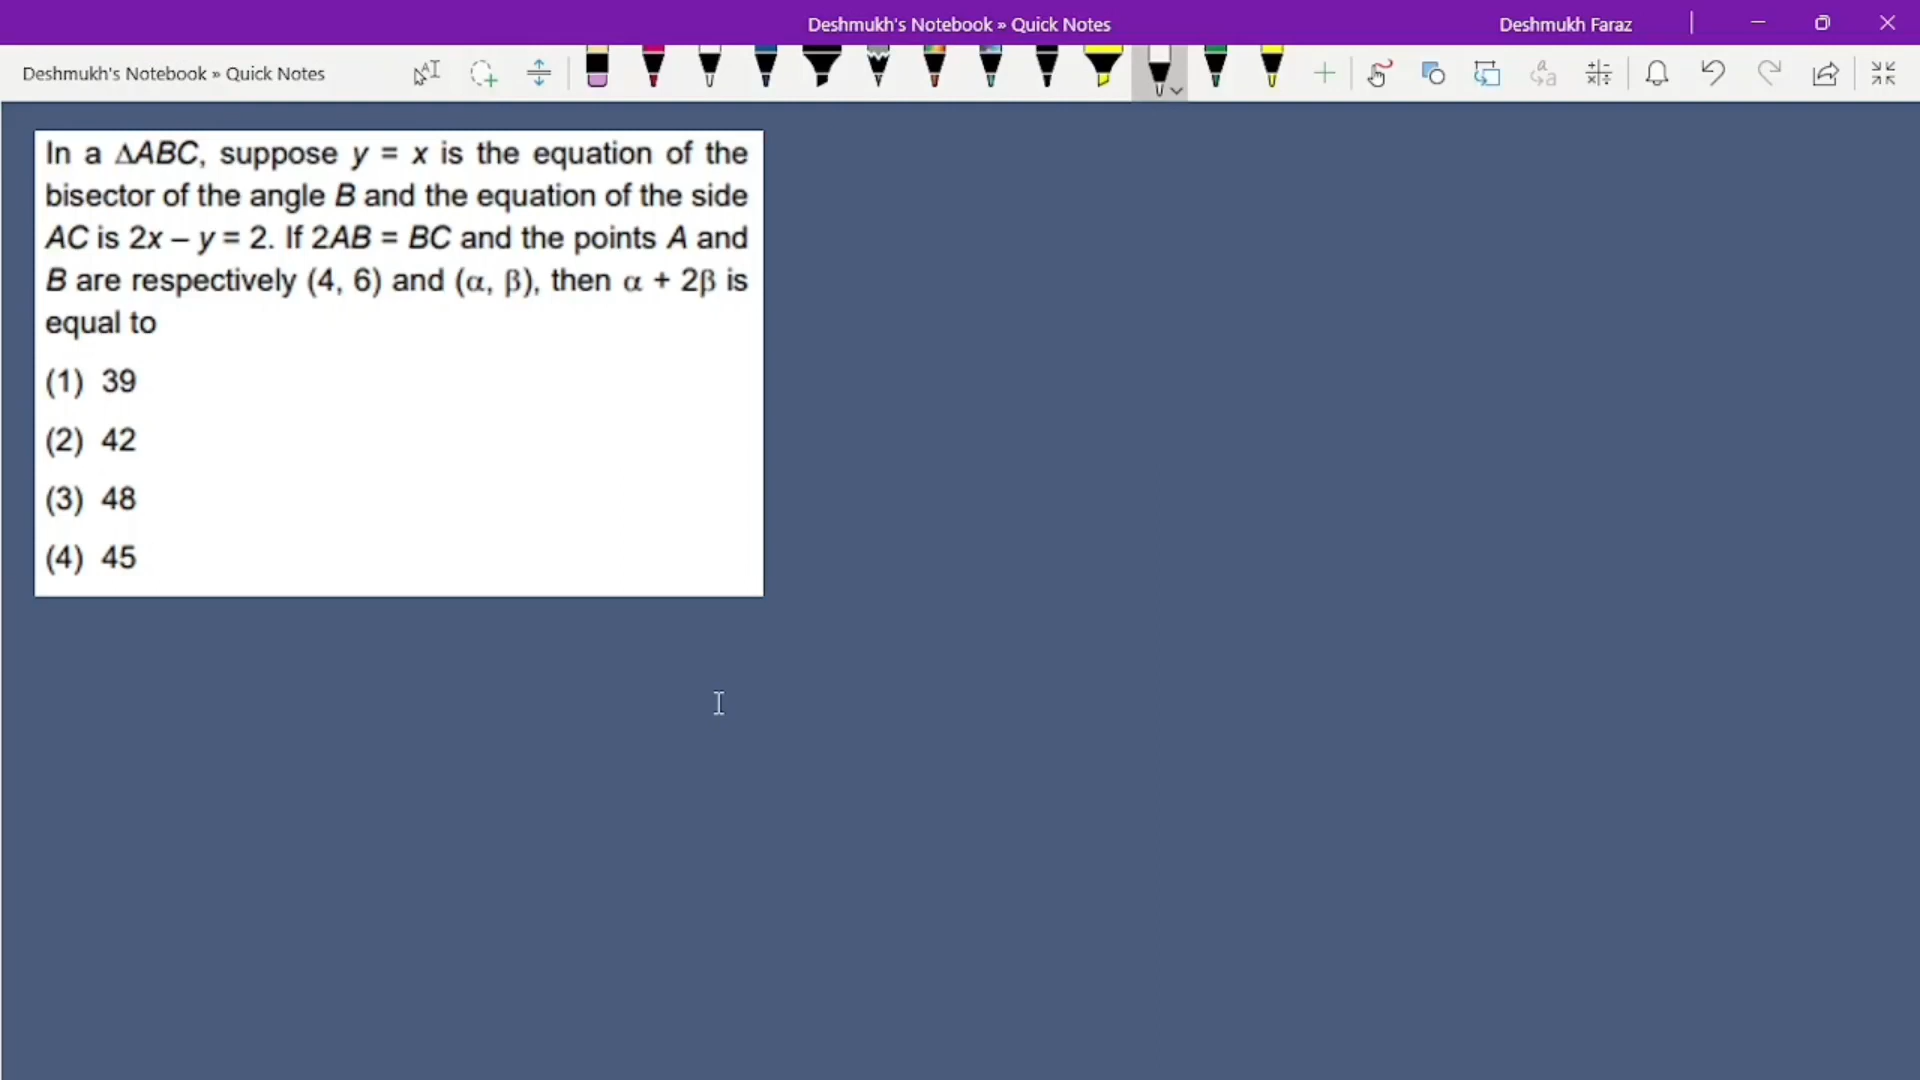 Deshmukh's Notebook » Quick Notes
Deshmukh Faraz
Deshmukh's Notebook » Quick Notes
In a ΔABC, suppose y = x is the equation of the
bisector of the angle B and the equation of the side
AC is 2x – y = 2. If 2AB = BC and the points A and
B are respectively (4, 6) and (α, β), then α + 2β is
equal to
(1) 39
(2) 42
(3) 48
(4) 45